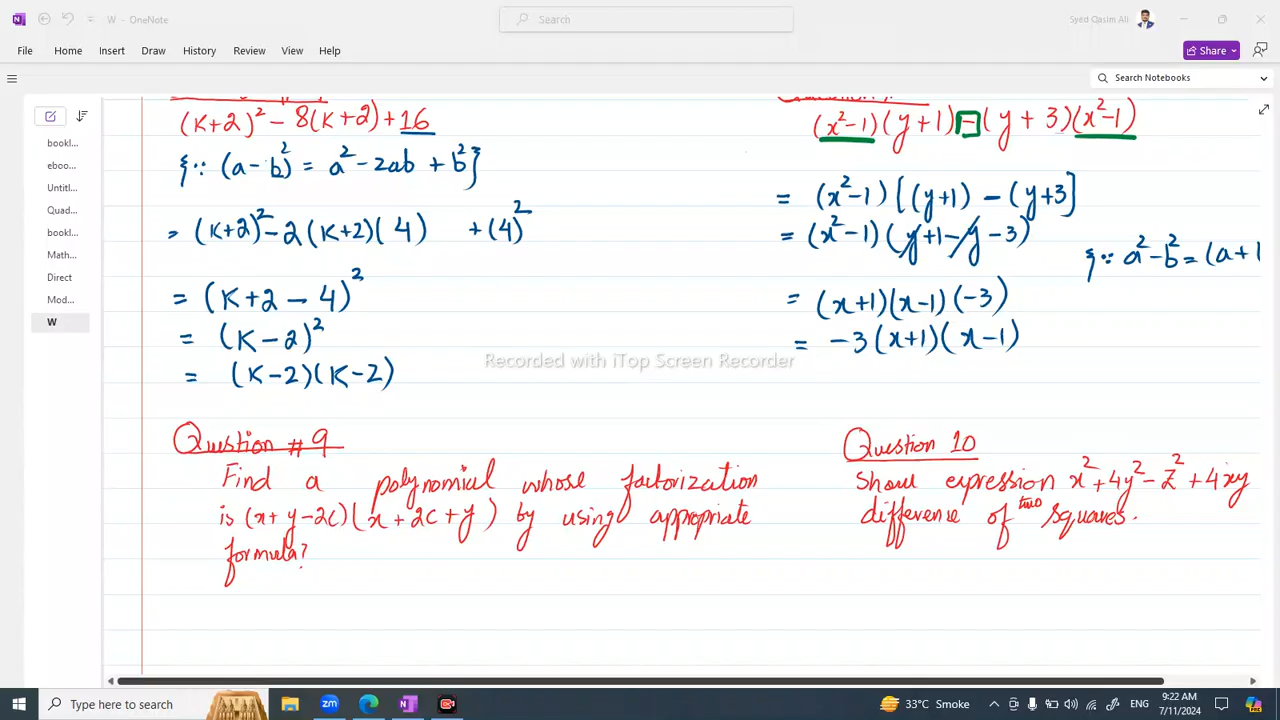 W - OneNote
Search
Syed Qasim Ali
File Home Insert Draw History Review View Help
Share
Search Notebooks
bookl...
eboo...
Untitl...
Quad...
bookl...
Math...
Direct
Mod...
W
(K+2)² - 8(K+2)+16
{∵ (a-b)² = a² - 2ab + b²}
= (K+2)² - 2(K+2)(4) + (4)²
= (K+2 - 4)²
= (K-2)²
= (K-2)(K-2)
(x²-1)(y+1) - (y+3)(x²-1)
= (x²-1)[(y+1) - (y+3]
= (x²-1)(y+1-y-3)
{∵ a²-b² = (a+
= (x+1)(x-1)(-3)
= -3(x+1)(x-1)
Recorded with iTop Screen Recorder
Question # 9
Find a polynomial whose factorization
is (x+y-2c)(x+2c+y) by using appropriate
formula?
Question 10
Show expression x²+4y²-z²+4xy
difference of two squares.
Type here to search
33°C Smoke
ENG
9:22 AM
7/11/2024